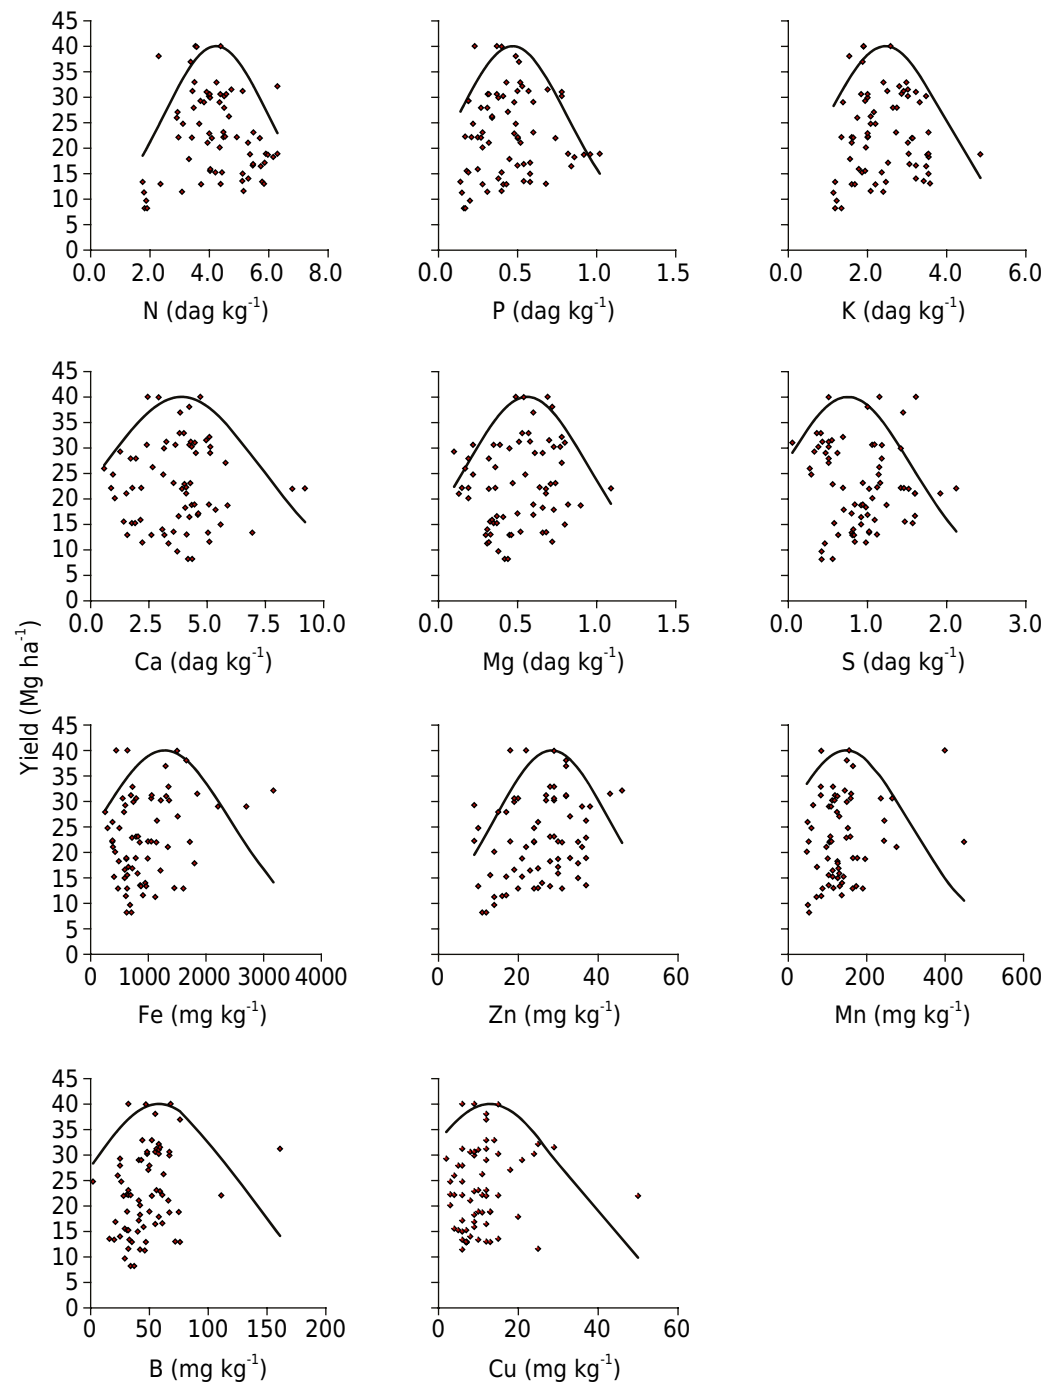 45
40
35
30
25
20
15
10
5
0
0.0 2.0 4.0 6.0 8.0
N (dag kg⁻¹)
0.0 0.5 1.0 1.5
P (dag kg⁻¹)
0.0 2.0 4.0 6.0
K (dag kg⁻¹)
45
40
35
30
25
20
15
10
5
0
0.0 2.5 5.0 7.5 10.0
Ca (dag kg⁻¹)
0.0 0.5 1.0 1.5
Mg (dag kg⁻¹)
0.0 1.0 2.0 3.0
S (dag kg⁻¹)
Yield (Mg ha⁻¹)
45
40
35
30
25
20
15
10
5
0
0 1000 2000 3000 4000
Fe (mg kg⁻¹)
0 20 40 60
Zn (mg kg⁻¹)
0 200 400 600
Mn (mg kg⁻¹)
45
40
35
30
25
20
15
10
5
0
0 50 100 150 200
B (mg kg⁻¹)
0 20 40 60
Cu (mg kg⁻¹)